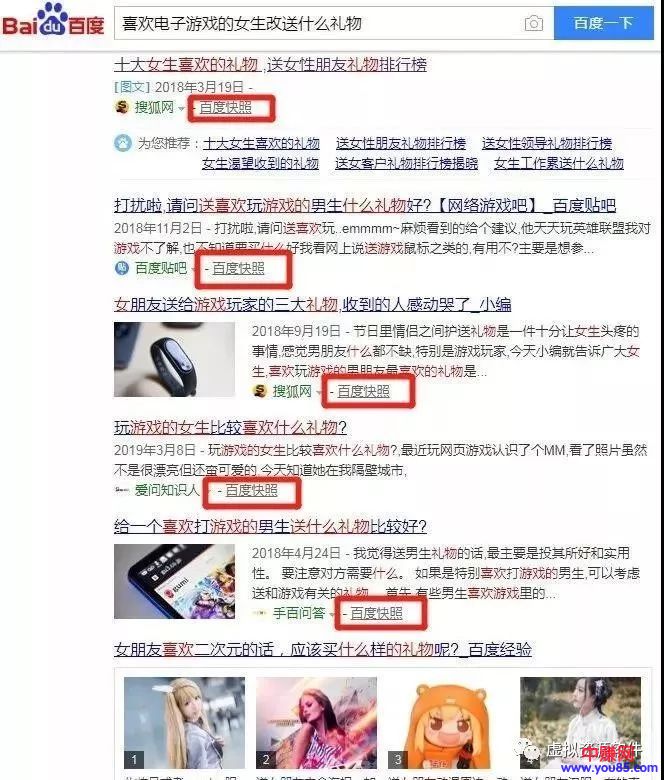 Bai du 百度
喜欢电子游戏的女生改送什么礼物
百度一下
十大女生喜欢的礼物 ,送女性朋友礼物排行榜
[图文] 2018年3月19日 -
搜狐网 - 百度快照
为您推荐: 十大女生喜欢的礼物 送女性朋友礼物排行榜 送女性领导礼物排行榜
女生渴望收到的礼物 送女客户礼物排行榜揭晓 女生工作累送什么礼物
打扰啦,请问送喜欢玩游戏的男生什么礼物好?【网络游戏吧】_百度贴吧
2018年11月2日 - 打扰啦,请问送喜欢玩..emmmm~麻烦看到的给个建议,他天天玩英雄联盟我对
游戏不了解,也不知道要买什么好我看网上说送游戏鼠标之类的,有用不?主要是想参...
百度贴吧 - 百度快照
女朋友送给游戏玩家的三大礼物,收到的人感动哭了_小编
2018年9月19日 - 节日里情侣之间护送礼物是一件十分让女生头疼的
事情,感觉男朋友什么都不缺,特别是游戏玩家,今天小编就告诉广大女
生,喜欢玩游戏的男朋友最喜欢的礼物是...
搜狐网 - 百度快照
玩游戏的女生比较喜欢什么礼物?
2019年3月8日 - 玩游戏的女生比较喜欢什么礼物?,最近玩网页游戏认识了个MM,看了照片虽然
不是很漂亮但还蛮可爱的,今天知道她在我隔壁城市,
爱问知识人 - 百度快照
给一个喜欢打游戏的男生送什么礼物比较好?
gumi
2018年4月24日 - 我觉得送男生礼物的话,最主要是投其所好和实用
性。 要注意对方需要什么。 如果是特别喜欢打游戏的男生,可以考虑
送和游戏有关的礼物 首先,有些男生喜欢游戏里的...
手百问答 - 百度快照
女朋友喜欢二次元的话，应该买什么样的礼物呢?_百度经验
1
2
3
4
中赚网
www.you85.com